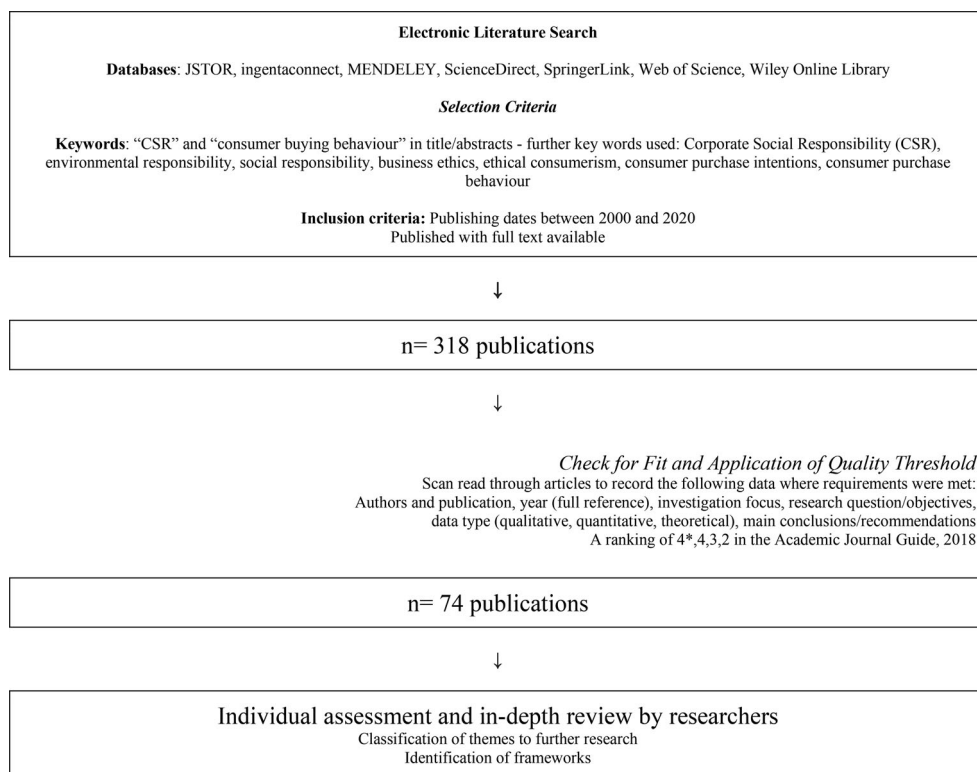 Electronic Literature Search
Databases: JSTOR, ingentaconnect, MENDELEY, ScienceDirect, SpringerLink, Web of Science, Wiley Online Library
Selection Criteria
Keywords: “CSR” and “consumer buying behaviour” in title/abstracts - further key words used: Corporate Social Responsibility (CSR),
environmental responsibility, social responsibility, business ethics, ethical consumerism, consumer purchase intentions, consumer purchase
behaviour
Inclusion criteria: Publishing dates between 2000 and 2020
Published with full text available
↓
n= 318 publications
↓
Check for Fit and Application of Quality Threshold
Scan read through articles to record the following data where requirements were met:
Authors and publication, year (full reference), investigation focus, research question/objectives,
data type (qualitative, quantitative, theoretical), main conclusions/recommendations
A ranking of 4*,4,3,2 in the Academic Journal Guide, 2018
n= 74 publications
↓
Individual assessment and in-depth review by researchers
Classification of themes to further research
Identification of frameworks